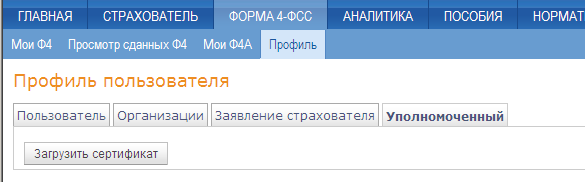 ГЛАВНАЯ СТРАХОВАТЕЛЬ ФОРМА 4-ФСС АНАЛИТИКА ПОСОБИЯ НОРМАТ
Мои Ф4 Просмотр сданных Ф4 Мои Ф4А Профиль
Профиль пользователя
Пользователь Организации Заявление страхователя Уполномоченный
Загрузить сертификат